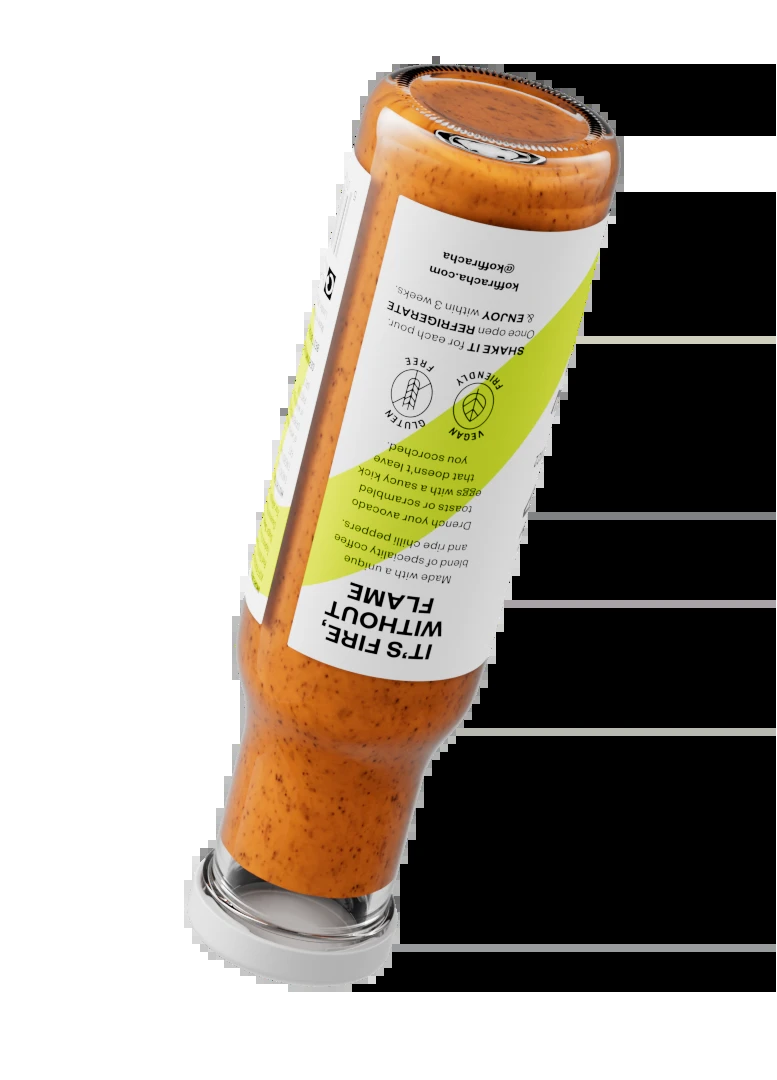 IT'S FIRE,
WITHOUT
FLAME
Made with a unique
blend of speciality coffee
and ripe chilli peppers.
Drench your avocado
toasts or scrambled
eggs with a saucy kick
that doesn't leave
you scorched.
VEGAN FRIENDLY
GLUTEN FREE
SHAKE IT for each pour.
Once open REFRIGERATE
& ENJOY within 3 weeks.
koffiracha.com
@koffiracha